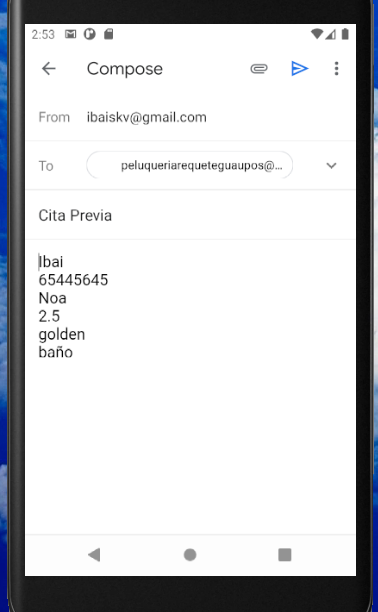 2:53
Compose
From ibaiskv@gmail.com
To peluqueriarequeteguaupos@...
Cita Previa
Ibai
65445645
Noa
2.5
golden
baño